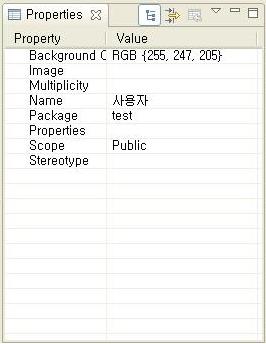 Properties
Property Value
Background C RGB {255, 247, 205}
Image
Multiplicity
Name 사용자
Package test
Properties
Scope Public
Stereotype